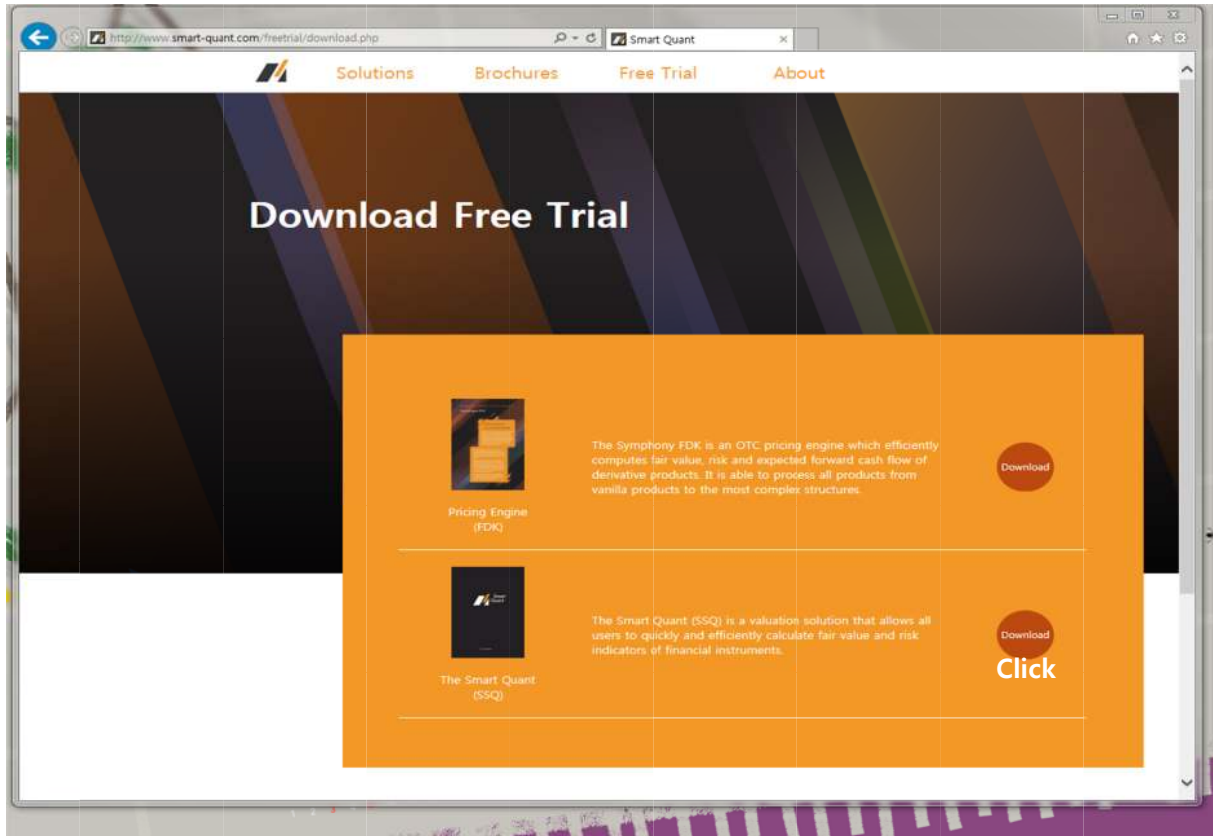 http://www.smart-quant.com/freetrial/download.php
Smart Quant
Solutions Brochures Free Trial About
Download Free Trial
The Symphony FDK is an OTC pricing engine which efficiently
computes fair value, risk and expected forward cash flow of
derivative products. It is able to process all products from
vanilla products to the most complex structures.
Download
Pricing Engine
(FDK)
Smart
Quant
The Smart Quant (SSQ) is a valuation solution that allows all
users to quickly and efficiently calculate fair value and risk
indicators of financial instruments.
Download
Click
The Smart Quant
(SSQ)